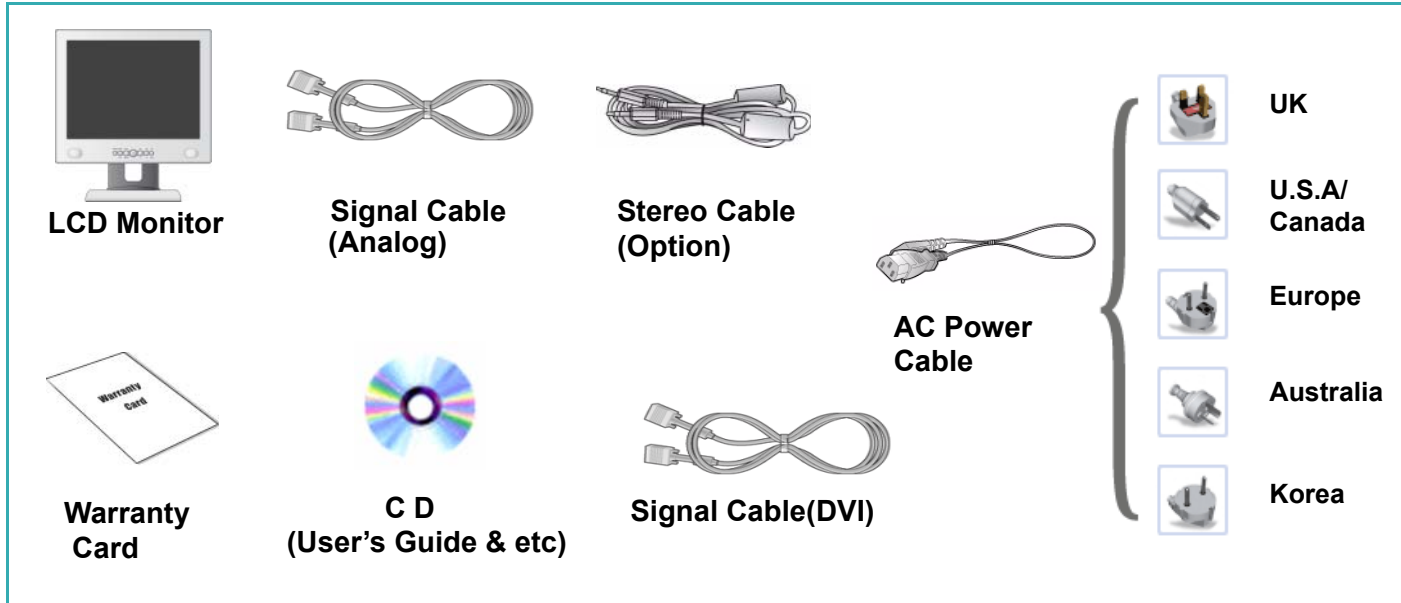 LCD Monitor
Signal Cable
(Analog)
Stereo Cable
(Option)
AC Power
Cable
UK
U.S.A/
Canada
Europe
Australia
Korea
Warranty
Card
Warranty
Card
C D
(User’s Guide & etc)
Signal Cable(DVI)